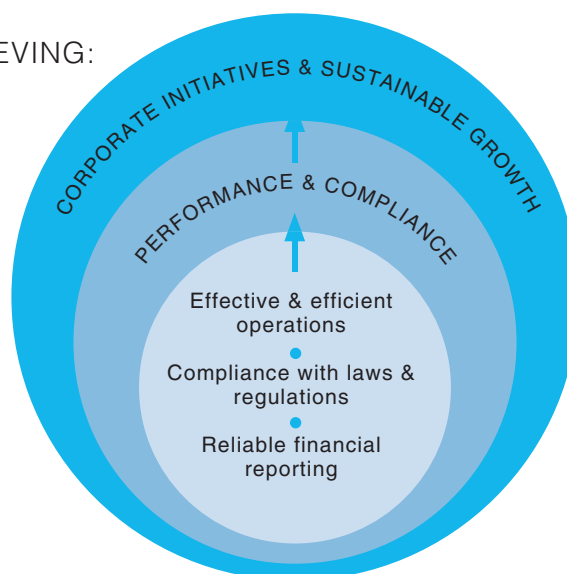 EVING:
CORPORATE INITIATIVES & SUSTAINABLE GROWTH
PERFORMANCE & COMPLIANCE
Effective & efficient
operations
Compliance with laws &
regulations
Reliable financial
reporting